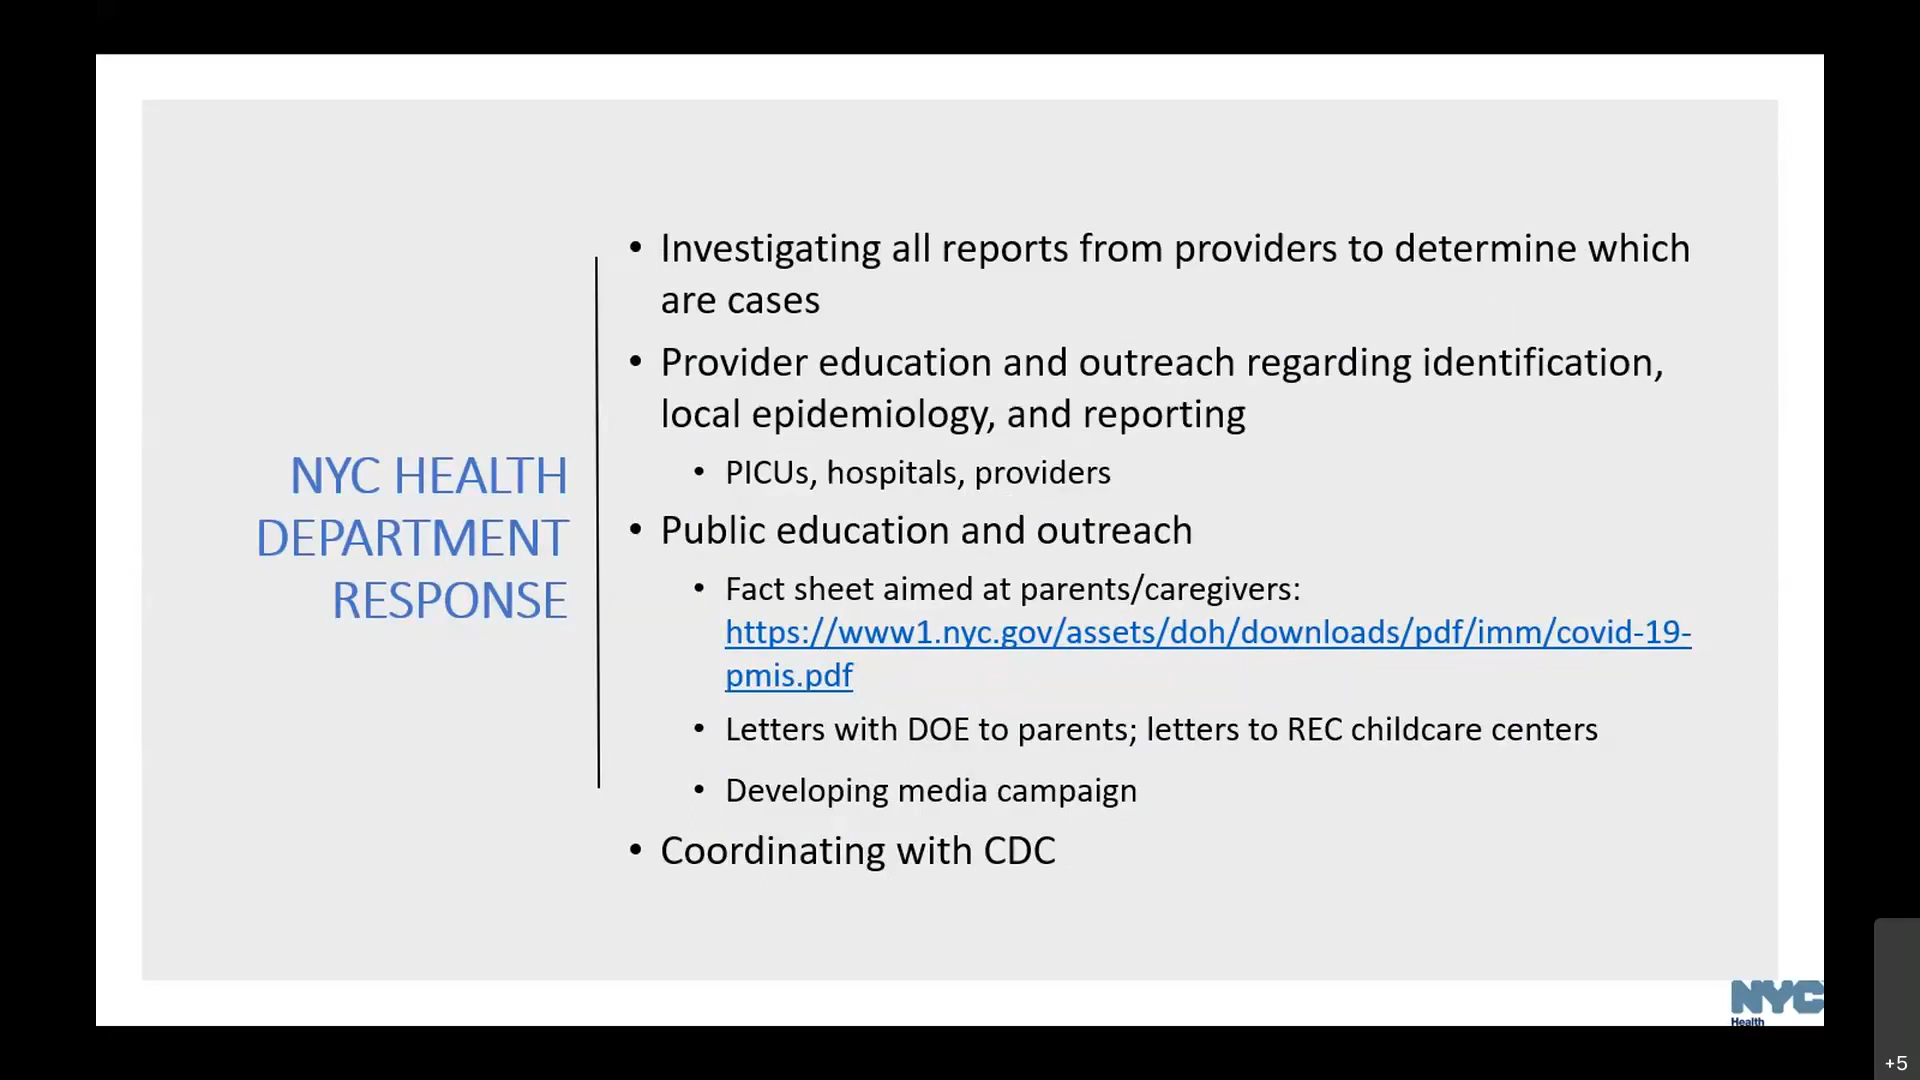 NYC HEALTH
DEPARTMENT
RESPONSE
• Investigating all reports from providers to determine which
are cases
• Provider education and outreach regarding identification,
local epidemiology, and reporting
• PICUs, hospitals, providers
• Public education and outreach
• Fact sheet aimed at parents/caregivers:
https://www1.nyc.gov/assets/doh/downloads/pdf/imm/covid-19-
pmis.pdf
• Letters with DOE to parents; letters to REC childcare centers
• Developing media campaign
• Coordinating with CDC
NYC
Health
+5